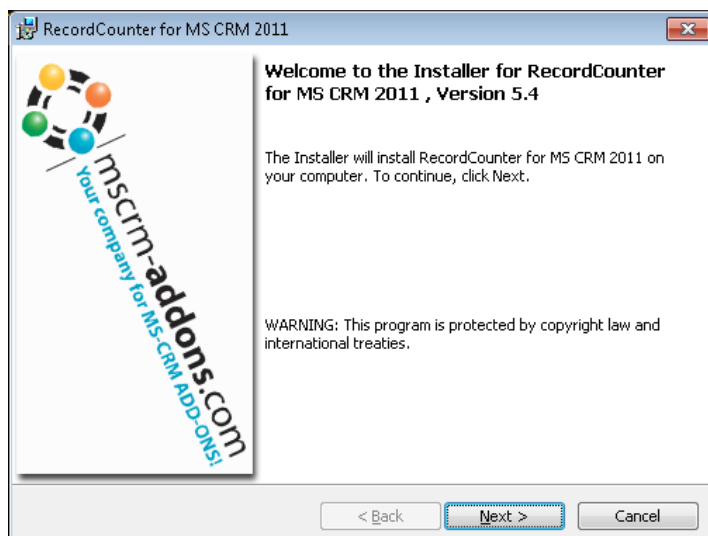 RecordCounter for MS CRM 2011
Welcome to the Installer for RecordCounter
for MS CRM 2011 , Version 5.4
The Installer will install RecordCounter for MS CRM 2011 on
your computer. To continue, click Next.
WARNING: This program is protected by copyright law and
international treaties.
mscrm-addons.com
Your company for MS-CRM ADD-ONS!
< Back
Next >
Cancel